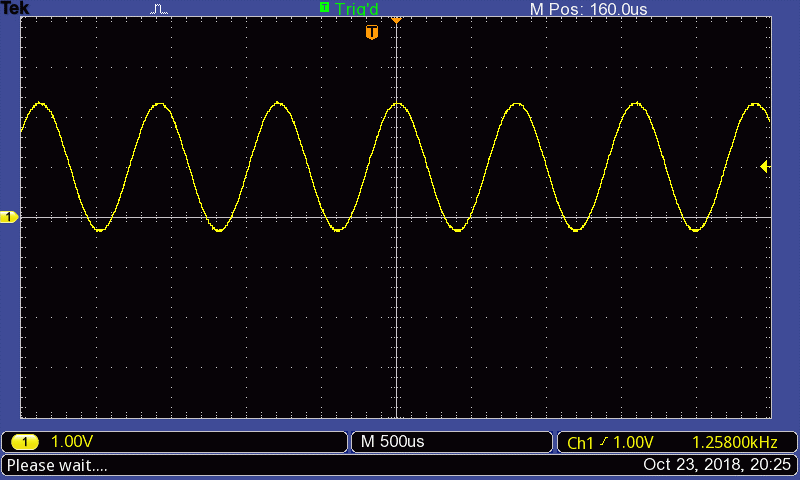 Tek T Trig'd M Pos: 160.0us
T
1
1 1.00V M 500us Ch1 1.00V 1.25800kHz
Please wait.... Oct 23, 2018, 20:25